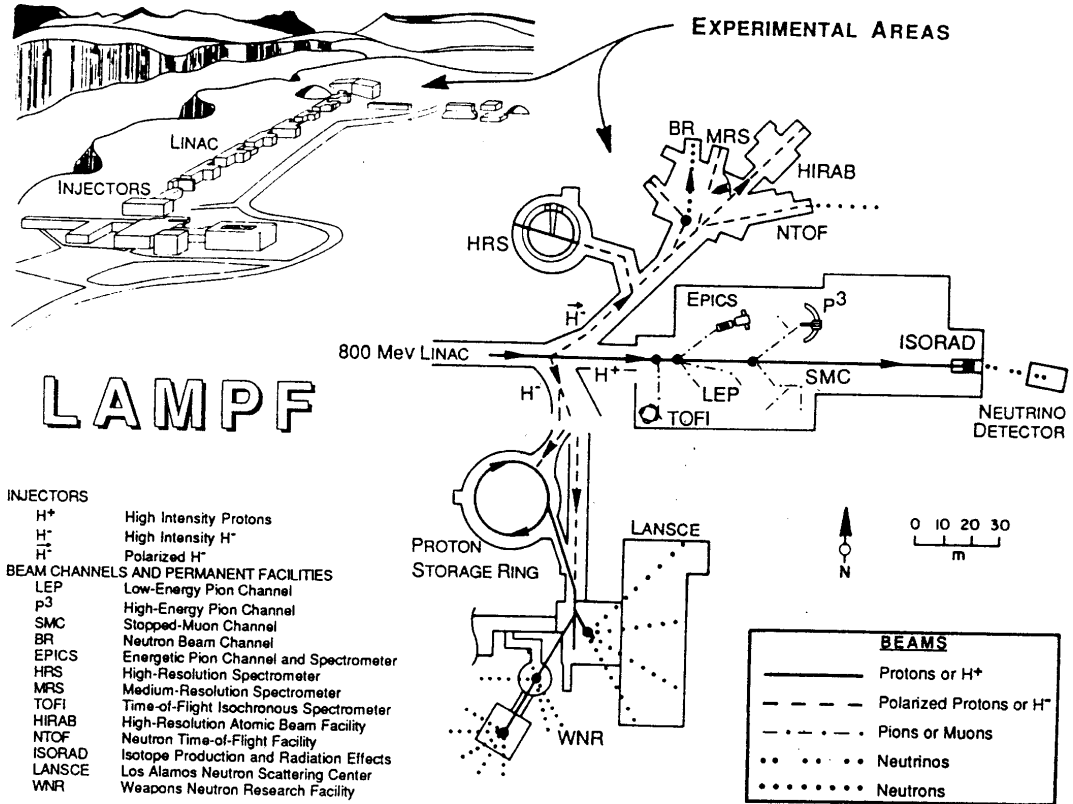 EXPERIMENTAL AREAS
LINAC
INJECTORS
BR
MRS
HIRAB
NTOF
HRS
H⃗⁻
EPICS
P³
ISORAD
800 MeV LINAC
H⁺
LEP
SMC
H⁻
TOFI
NEUTRINO
DETECTOR
LAMPF
PROTON
STORAGE RING
LANSCE
WNR
N
0 10 20 30
m
INJECTORS
H⁺ High Intensity Protons
H⁻ High Intensity H⁻
H⃗⁻ Polarized H⁻
BEAM CHANNELS AND PERMANENT FACILITIES
LEP Low-Energy Pion Channel
P³ High-Energy Pion Channel
SMC Stopped-Muon Channel
BR Neutron Beam Channel
EPICS Energetic Pion Channel and Spectrometer
HRS High-Resolution Spectrometer
MRS Medium-Resolution Spectrometer
TOFI Time-of-Flight Isochronous Spectrometer
HIRAB High-Resolution Atomic Beam Facility
NTOF Neutron Time-of-Flight Facility
ISORAD Isotope Production and Radiation Effects
LANSCE Los Alamos Neutron Scattering Center
WNR Weapons Neutron Research Facility
BEAMS
Protons or H⁺
Polarized Protons or H⁻
Pions or Muons
Neutrinos
Neutrons